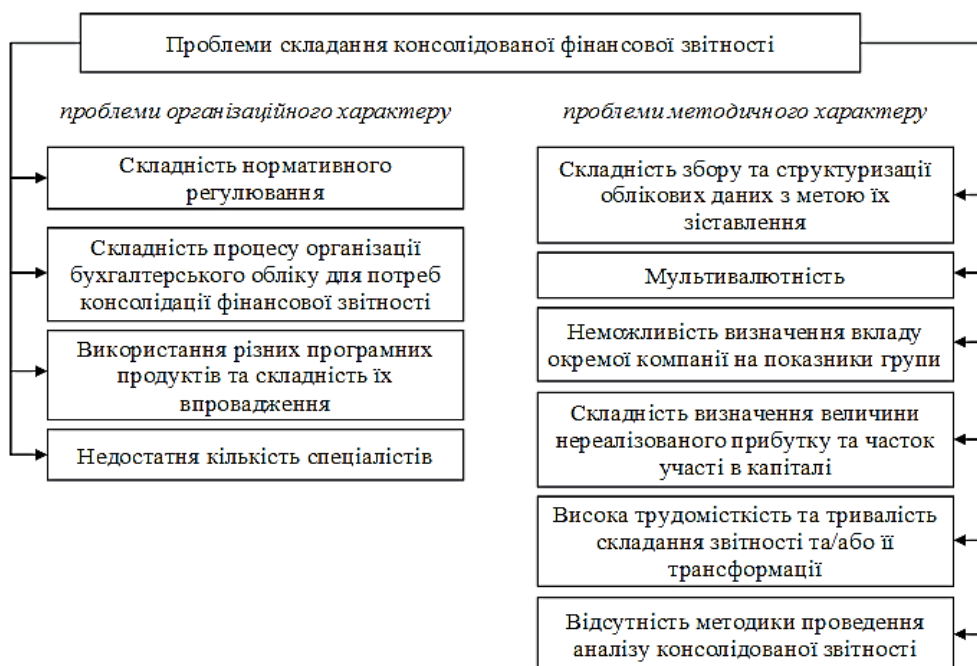 Проблеми складання консолідованої фінансової звітності
проблеми організаційного характеру
Складність нормативного
регулювання
Складність процесу організації
бухгалтерського обліку для потреб
консолідації фінансової звітності
Використання різних програмних
продуктів та складність їх
впровадження
Недостатня кількість спеціалістів
проблеми методичного характеру
Складність збору та структуризації
облікових даних з метою їх
зіставлення
Мультивалютність
Неможливість визначення вкладу
окремої компанії на показники групи
Складність визначення величини
нереалізованого прибутку та часток
участі в капіталі
Висока трудомісткість та тривалість
складання звітності та/або її
трансформації
Відсутність методики проведення
аналізу консолідованої звітності